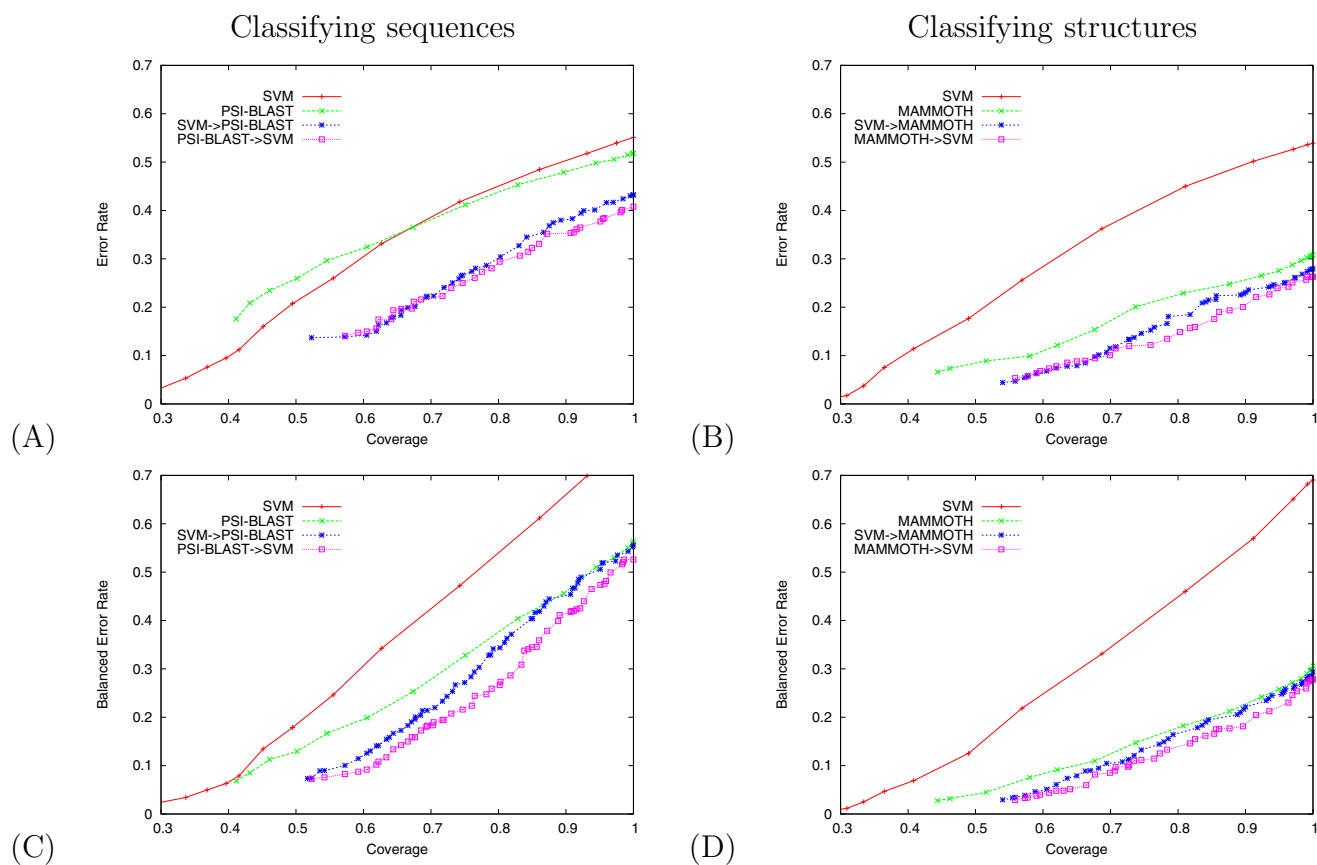 Classifying sequences
Classifying structures
0.7
0.6
0.5
0.4
0.3
0.2
0.1
0
Error Rate
SVM
PSI-BLAST
SVM->PSI-BLAST
PSI-BLAST->SVM
0.3 0.4 0.5 0.6 0.7 0.8 0.9 1
Coverage
(A)
0.7
0.6
0.5
0.4
0.3
0.2
0.1
0
Error Rate
SVM
MAMMOTH
SVM->MAMMOTH
MAMMOTH->SVM
0.3 0.4 0.5 0.6 0.7 0.8 0.9 1
Coverage
(B)
0.7
0.6
0.5
0.4
0.3
0.2
0.1
0
Balanced Error Rate
SVM
PSI-BLAST
SVM->PSI-BLAST
PSI-BLAST->SVM
0.3 0.4 0.5 0.6 0.7 0.8 0.9 1
Coverage
(C)
0.7
0.6
0.5
0.4
0.3
0.2
0.1
0
Balanced Error Rate
SVM
MAMMOTH
SVM->MAMMOTH
MAMMOTH->SVM
0.3 0.4 0.5 0.6 0.7 0.8 0.9 1
Coverage
(D)